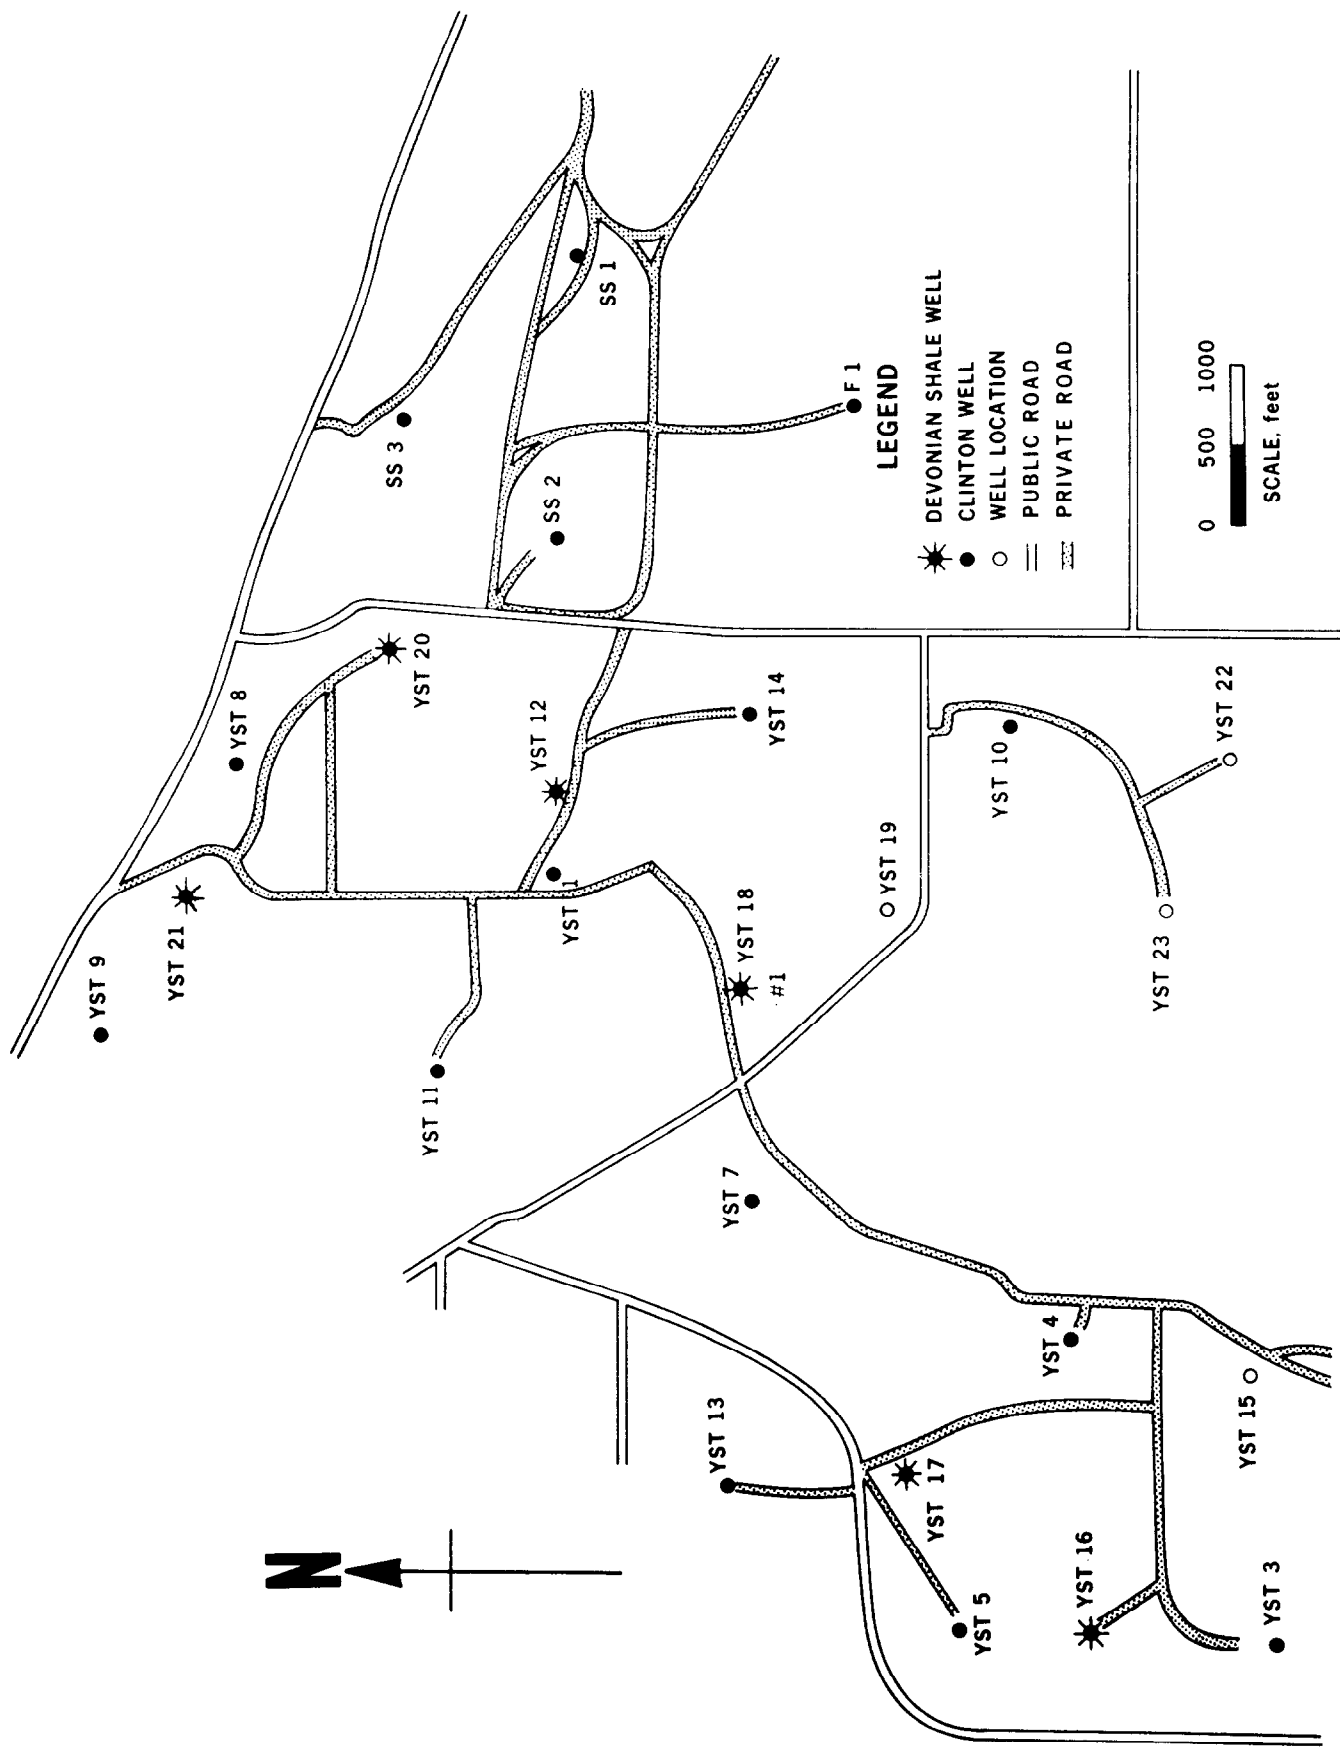 N
YST 9
YST 21
YST 8
YST 20
YST 11
YST 1
YST 12
YST 14
YST 18
#1
YST 19
YST 10
YST 22
YST 23
YST 7
YST 13
YST 17
YST 5
YST 16
YST 3
YST 4
YST 15
SS 3
SS 2
SS 1
F 1
LEGEND
DEVONIAN SHALE WELL
CLINTON WELL
WELL LOCATION
PUBLIC ROAD
PRIVATE ROAD
0 500 1000
SCALE, feet